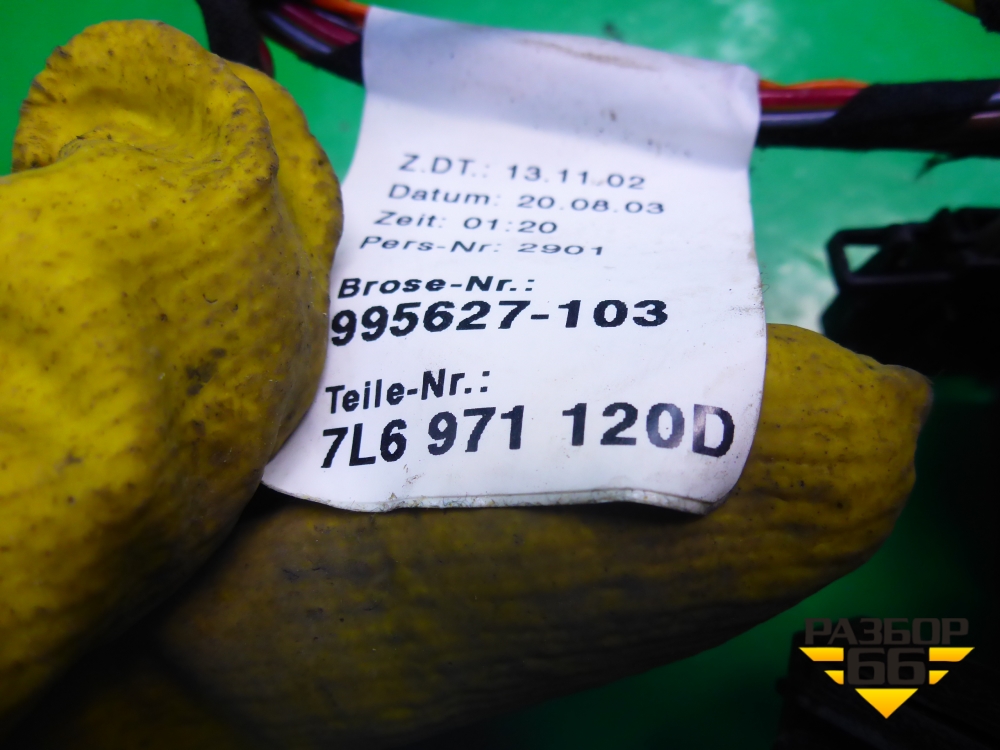 Z.DT.: 13.11.02
Datum: 20.08.03
Zeit: 01:20
Pers-Nr: 2901
Brose-Nr.:
995627-103
Teile-Nr.:
7L6 971 120D
РАЗБОР
66